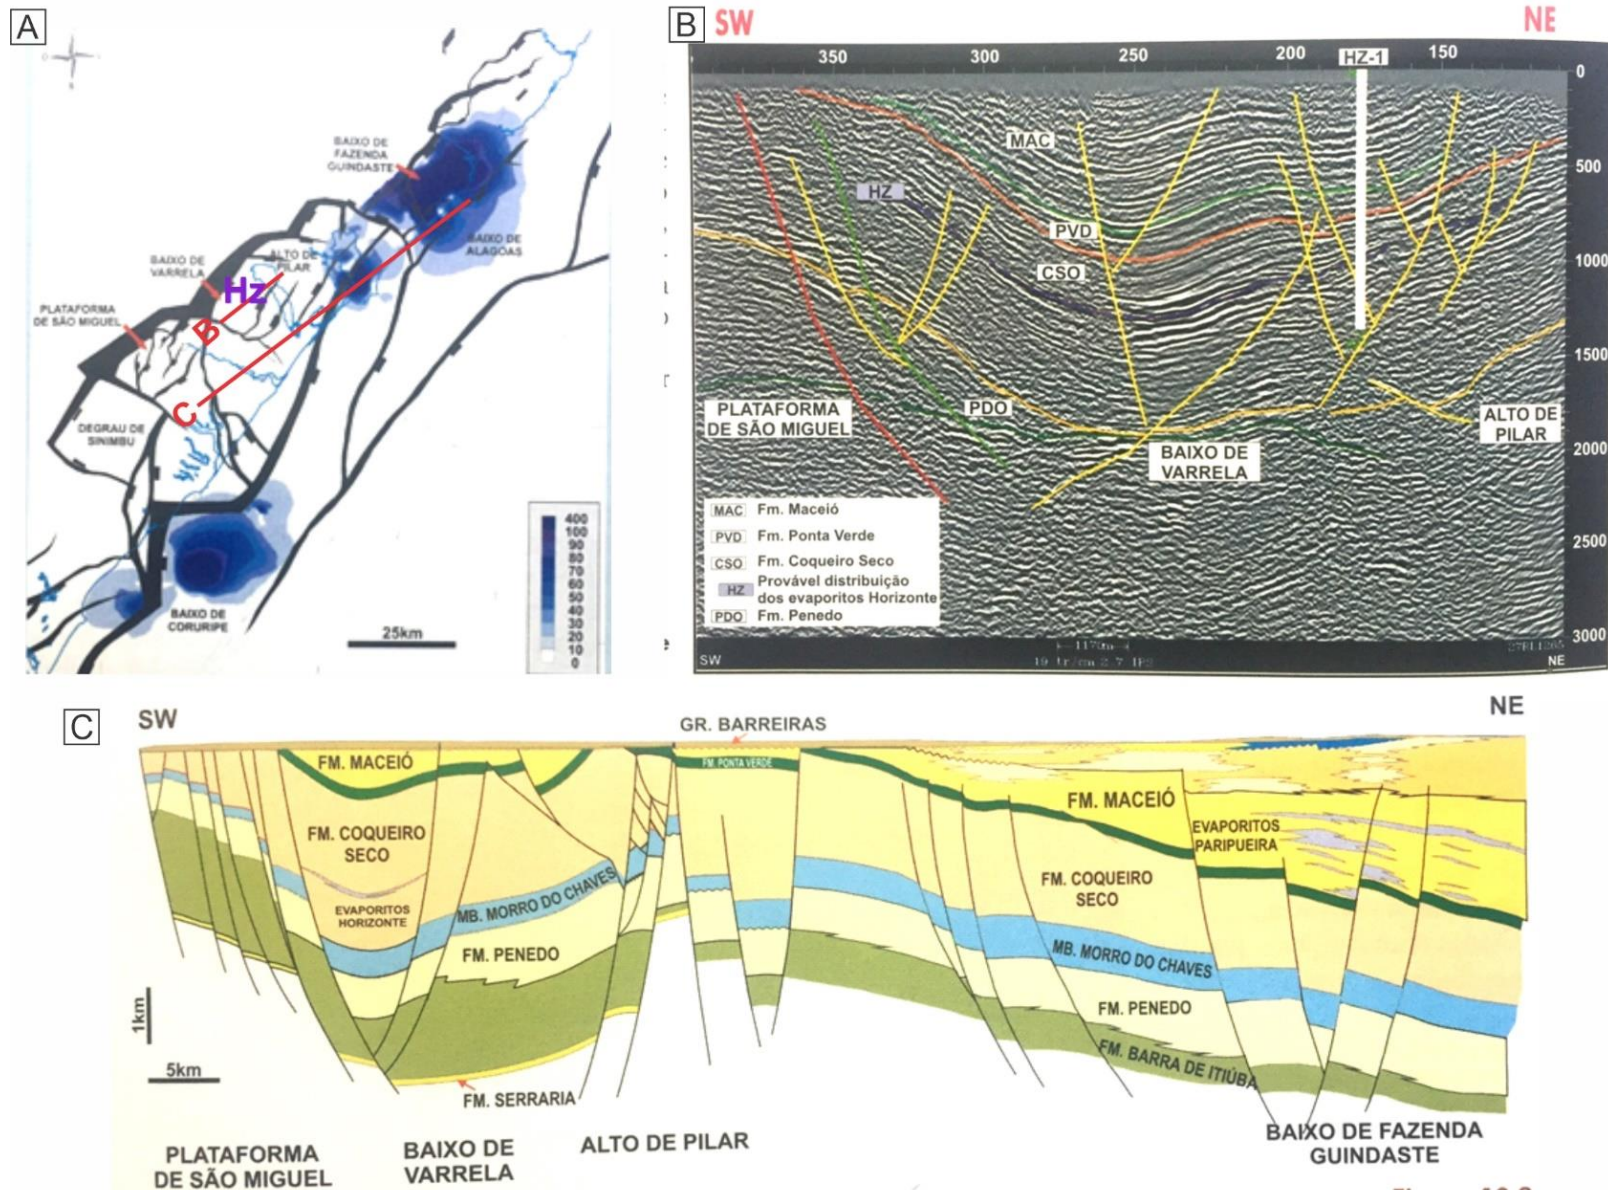 A
BAIXO DE
FAZENDA
GUINDASTE
BAIXO DE
ALAGOAS
ALTO DE
PILAR
BAIXO DE
VARRELA
Hz
PLATAFORMA
DE SÃO MIGUEL
B
C
DEGRAU DE
SINIMBU
BAIXO DE
CORURIPE
25km
400
100
90
80
70
60
50
40
30
20
10
0
B
SW
NE
350
300
250
200
HZ-1
150
0
500
1000
1500
2000
2500
3000
MAC
HZ
PVD
CSO
PDO
PLATAFORMA
DE SÃO MIGUEL
BAIXO DE
VARRELA
ALTO DE
PILAR
MAC Fm. Maceió
PVD Fm. Ponta Verde
CSO Fm. Coqueiro Seco
HZ Provável distribuição
dos evaporitos Horizonte
PDO Fm. Penedo
SW
NE
C
SW
GR. BARREIRAS
NE
FM. MACEIÓ
FM. PONTA VERDE
FM. COQUEIRO
SECO
EVAPORITOS
HORIZONTE
MB. MORRO DO CHAVES
FM. PENEDO
FM. MACEIÓ
EVAPORITOS
PARIPUEIRA
FM. COQUEIRO
SECO
MB. MORRO DO CHAVES
FM. PENEDO
FM. BARRA DE ITIÚBA
1km
5km
FM. SERRARIA
PLATAFORMA
DE SÃO MIGUEL
BAIXO DE
VARRELA
ALTO DE PILAR
BAIXO DE FAZENDA
GUINDASTE